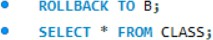 • ROLLBACK TO B;
• SELECT * FROM CLASS;